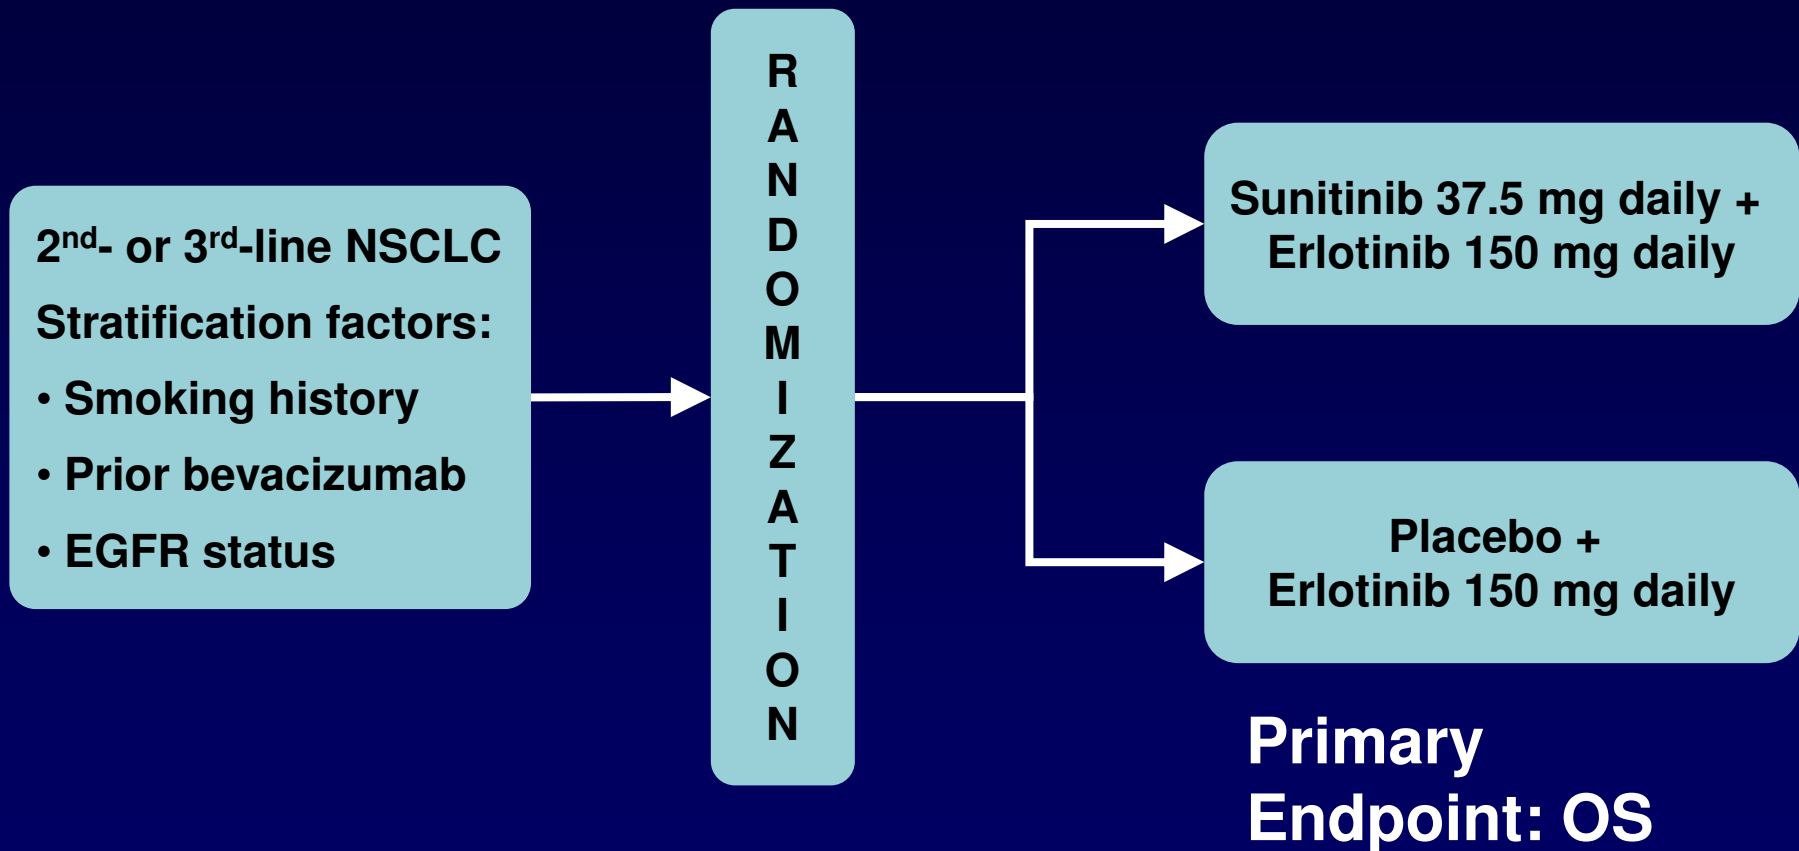 2nd- or 3rd-line NSCLC
Stratification factors:
• Smoking history
• Prior bevacizumab
• EGFR status
R
A
N
D
O
M
I
Z
A
T
I
O
N
Sunitinib 37.5 mg daily +
Erlotinib 150 mg daily
Placebo +
Erlotinib 150 mg daily
Primary
Endpoint: OS